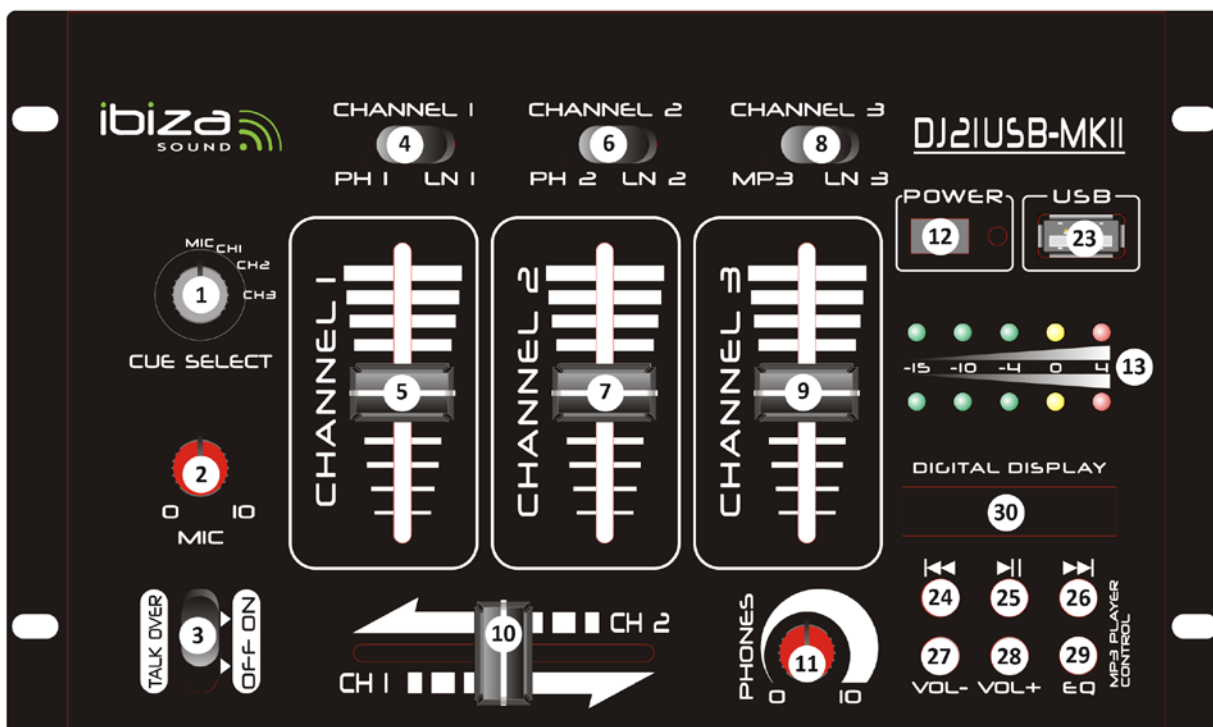 ibiza
SOUND
CHANNEL 1
4
PH 1 LN 1
CHANNEL 2
6
PH 2 LN 2
CHANNEL 3
8
MP3 LN 3
DJ21USB-MKII
POWER
12
USB
23
MIC
CH1
CH2
CH3
1
CUE SELECT
2
0 10
MIC
TALK OVER
3
OFF ON
CHANNEL 1
5
CHANNEL 2
7
CHANNEL 3
9
-15 -10 -4 0 4
13
DIGITAL DISPLAY
30
24 25 26
27 28 29
VOL- VOL+ EQ
MP3 PLAYER
CONTROL
CH 2
10
CH 1
PHONES
11
0 10